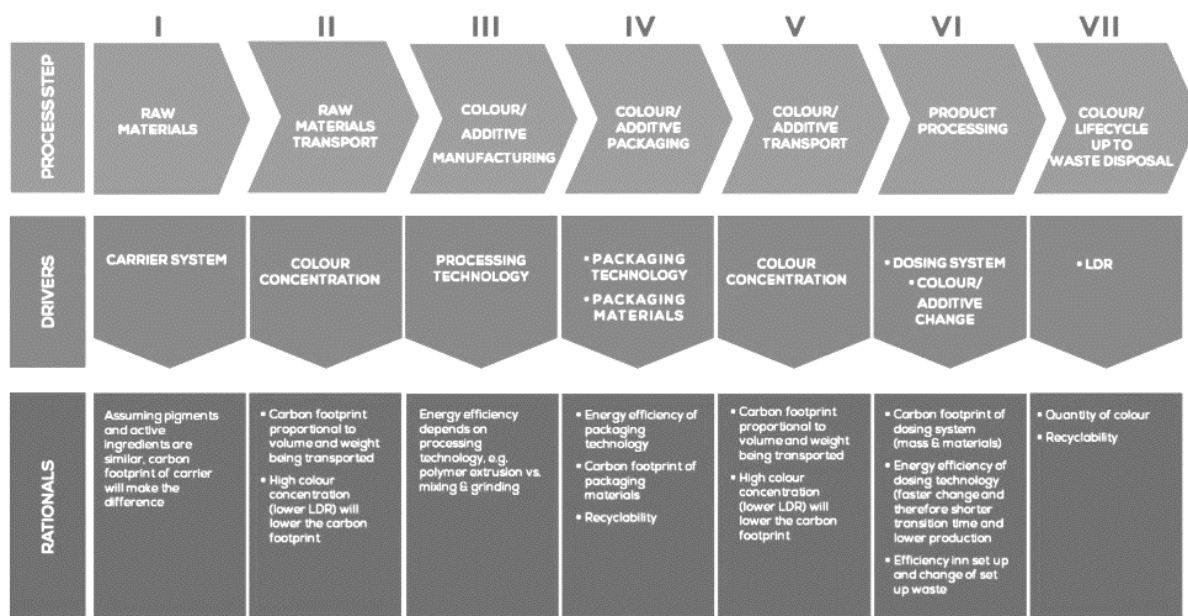 I
II
III
IV
V
VI
VII
PROCESS STEP
RAW
MATERIALS
RAW
MATERIALS
TRANSPORT
COLOUR/
ADDITIVE
MANUFACTURING
COLOUR/
ADDITIVE
PACKAGING
COLOUR/
ADDITIVE
TRANSPORT
PRODUCT
PROCESSING
COLOUR/
LIFECYCLE
UP TO
WASTE DISPOSAL
DRIVERS
CARRIER SYSTEM
COLOUR
CONCENTRATION
PROCESSING
TECHNOLOGY
▪ PACKAGING
TECHNOLOGY
▪ PACKAGING
MATERIALS
COLOUR
CONCENTRATION
▪ DOSING SYSTEM
▪ COLOUR/
ADDITIVE
CHANGE
▪ LDR
RATIONALS
Assuming pigments
and active
ingredients are
similar, carbon
footprint of carrier
will make the
difference
▪ Carbon footprint
proportional to
volume and weight
being transported
▪ High colour
concentration
(lower LDR) will
lower the carbon
footprint
Energy efficiency
depends on
processing
technology, e.g.
polymer extrusion vs.
mixing & grinding
▪ Energy efficiency of
packaging
technology
▪ Carbon footprint of
packaging
materials
▪ Recyclability
▪ Carbon footprint
proportional to
volume and weight
being transported
▪ High colour
concentration
(lower LDR) will
lower the carbon
footprint
▪ Carbon footprint of
dosing system
(mass & materials)
▪ Energy efficiency of
dosing technology
(faster change and
therefore shorter
transition time and
lower production
▪ Efficiency inn set up
and change of set
up waste
▪ Quantity of colour
▪ Recyclability